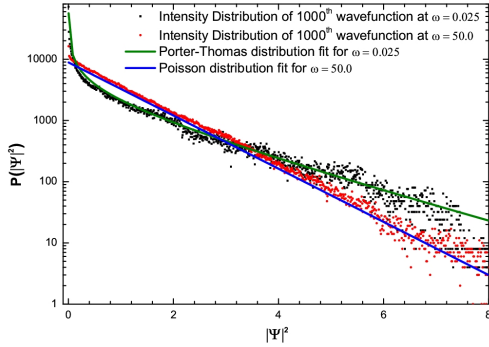 Intensity Distribution of 1000th wavefunction at ω = 0.025
Intensity Distribution of 1000th wavefunction at ω = 50.0
Porter-Thomas distribution fit for ω = 0.025
Poisson distribution fit for ω = 50.0
10000
1000
100
10
1
P(|Ψ|²)
0 2 4 6 8
|Ψ|²